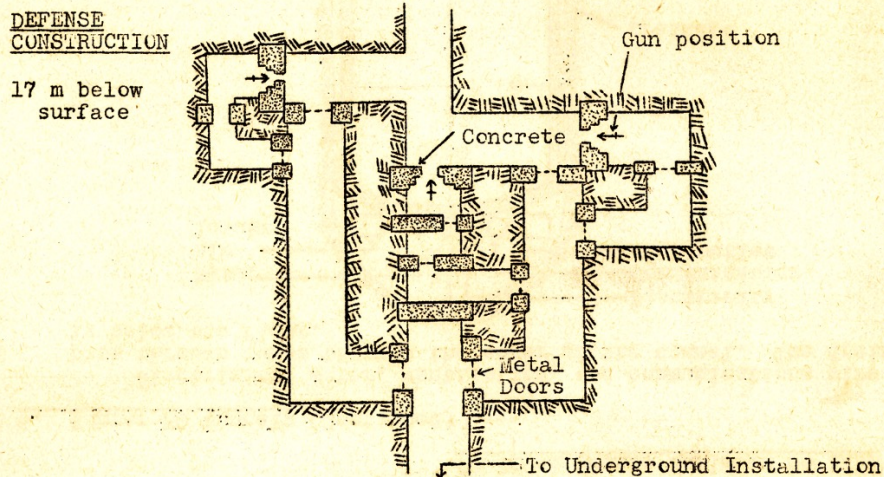 DEFENSE
CONSTRUCTION
17 m below
surface
Gun position
Concrete
Metal
Doors
To Underground Installation